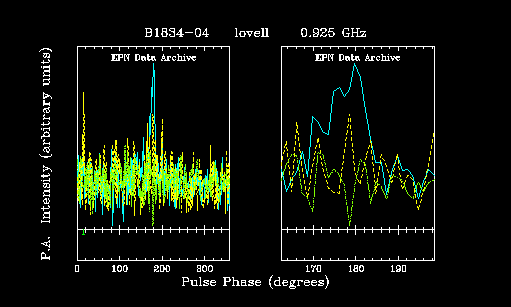 B1834-04 lovell 0.925 GHz
EPN Data Archive EPN Data Archive
P.A. Intensity (arbitrary units)
0 100 200 300 170 180 190
Pulse Phase (degrees)